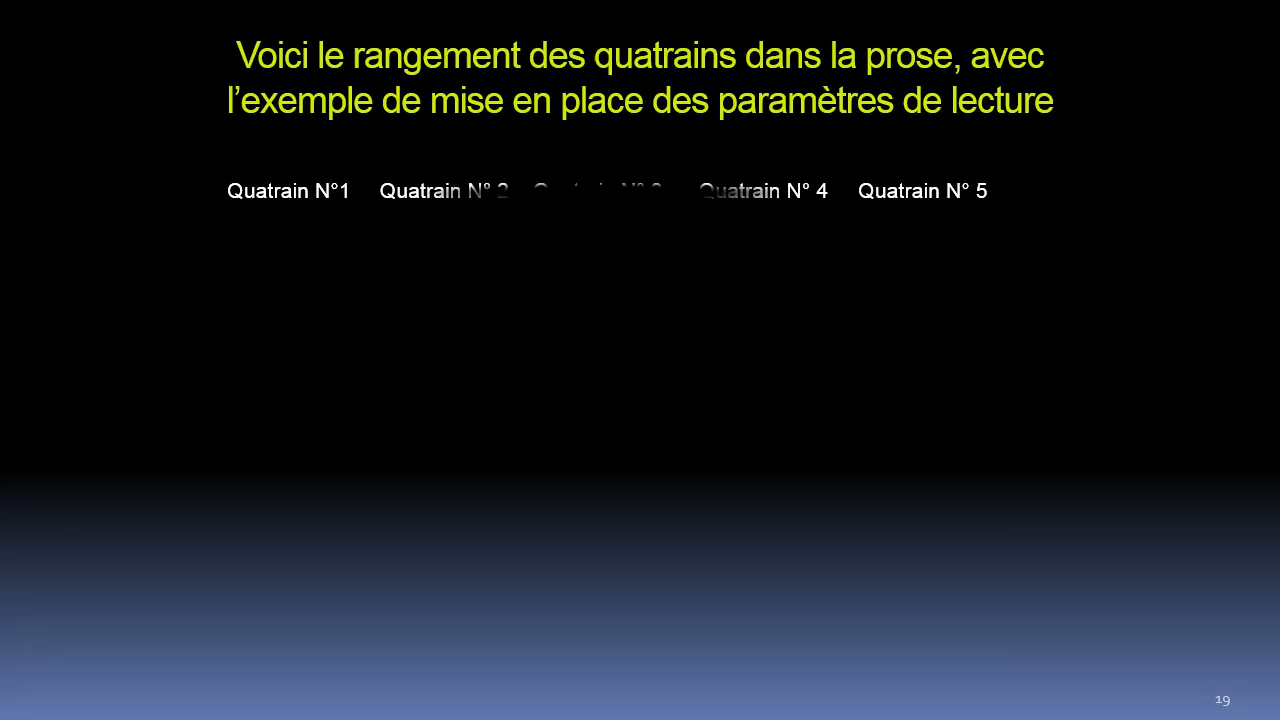 Voici le rangement des quatrains dans la prose, avec
l’exemple de mise en place des paramètres de lecture
Quatrain N°1 Quatrain N° 2 Quatrain N° 4 Quatrain N° 5
19